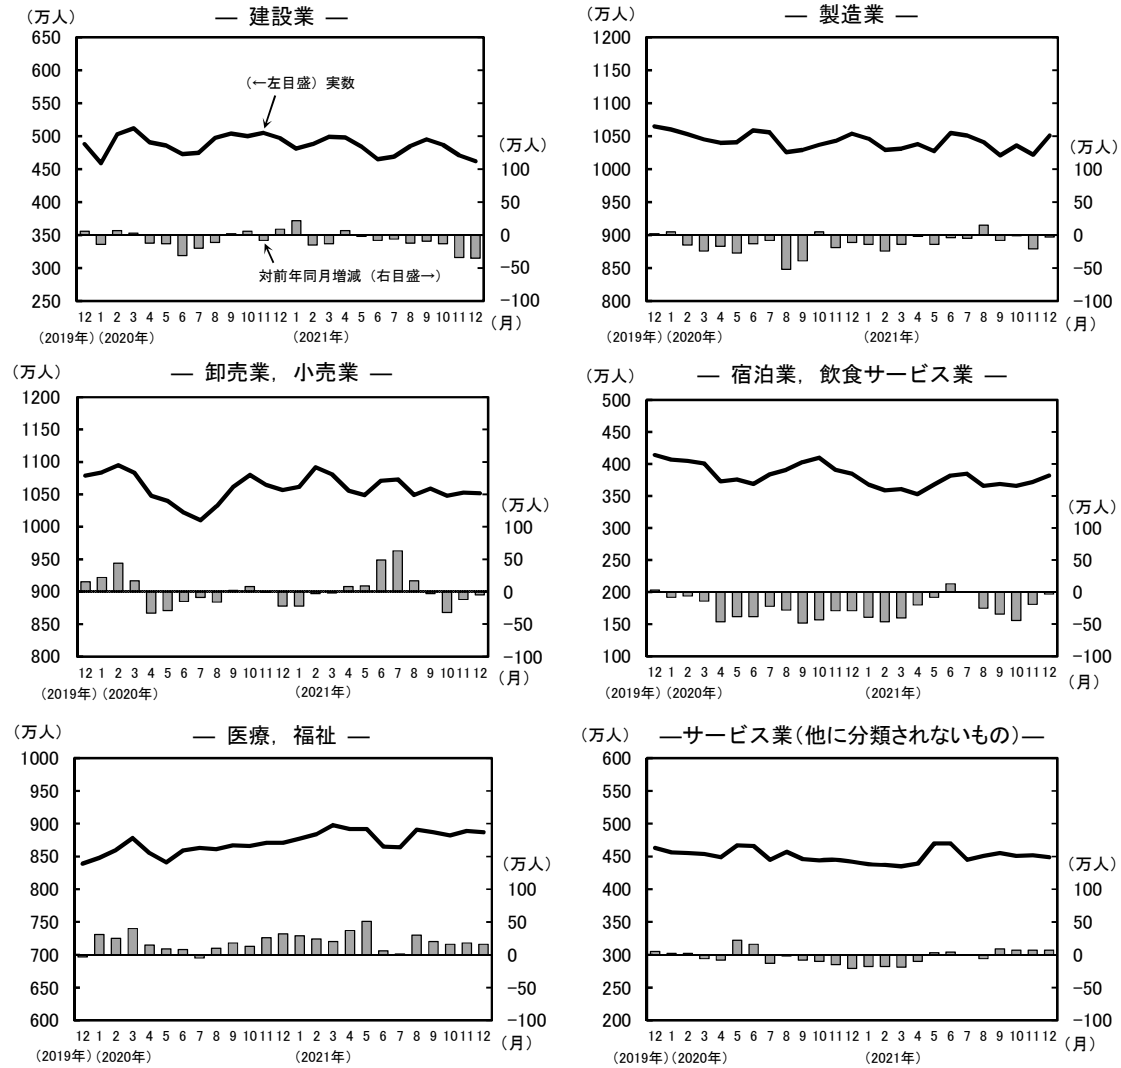 (万人)
― 建設業 ―
650
600
550
500
450
400
350
300
250
(←左目盛) 実数
対前年同月増減 (右目盛→)
(万人)
100
50
0
−50
−100
12 1 2 3 4 5 6 7 8 9 10 11 12 1 2 3 4 5 6 7 8 9 10 11 12
(月)
(2019年) (2020年) (2021年)
(万人)
― 製造業 ―
1200
1150
1100
1050
1000
950
900
850
800
(万人)
100
50
0
−50
−100
12 1 2 3 4 5 6 7 8 9 10 11 12 1 2 3 4 5 6 7 8 9 10 11 12
(月)
(2019年) (2020年) (2021年)
(万人)
― 卸売業, 小売業 ―
1200
1150
1100
1050
1000
950
900
850
800
(万人)
100
50
0
−50
−100
12 1 2 3 4 5 6 7 8 9 10 11 12 1 2 3 4 5 6 7 8 9 10 11 12
(月)
(2019年) (2020年) (2021年)
(万人)
― 宿泊業, 飲食サービス業 ―
500
450
400
350
300
250
200
150
100
(万人)
100
50
0
−50
−100
12 1 2 3 4 5 6 7 8 9 10 11 12 1 2 3 4 5 6 7 8 9 10 11 12
(月)
(2019年) (2020年) (2021年)
(万人)
― 医療, 福祉 ―
1000
950
900
850
800
750
700
650
600
(万人)
100
50
0
−50
−100
12 1 2 3 4 5 6 7 8 9 10 11 12 1 2 3 4 5 6 7 8 9 10 11 12
(月)
(2019年) (2020年) (2021年)
(万人)
―サービス業(他に分類されないもの)―
600
550
500
450
400
350
300
250
200
(万人)
100
50
0
−50
−100
12 1 2 3 4 5 6 7 8 9 10 11 12 1 2 3 4 5 6 7 8 9 10 11 12
(月)
(2019年) (2020年) (2021年)